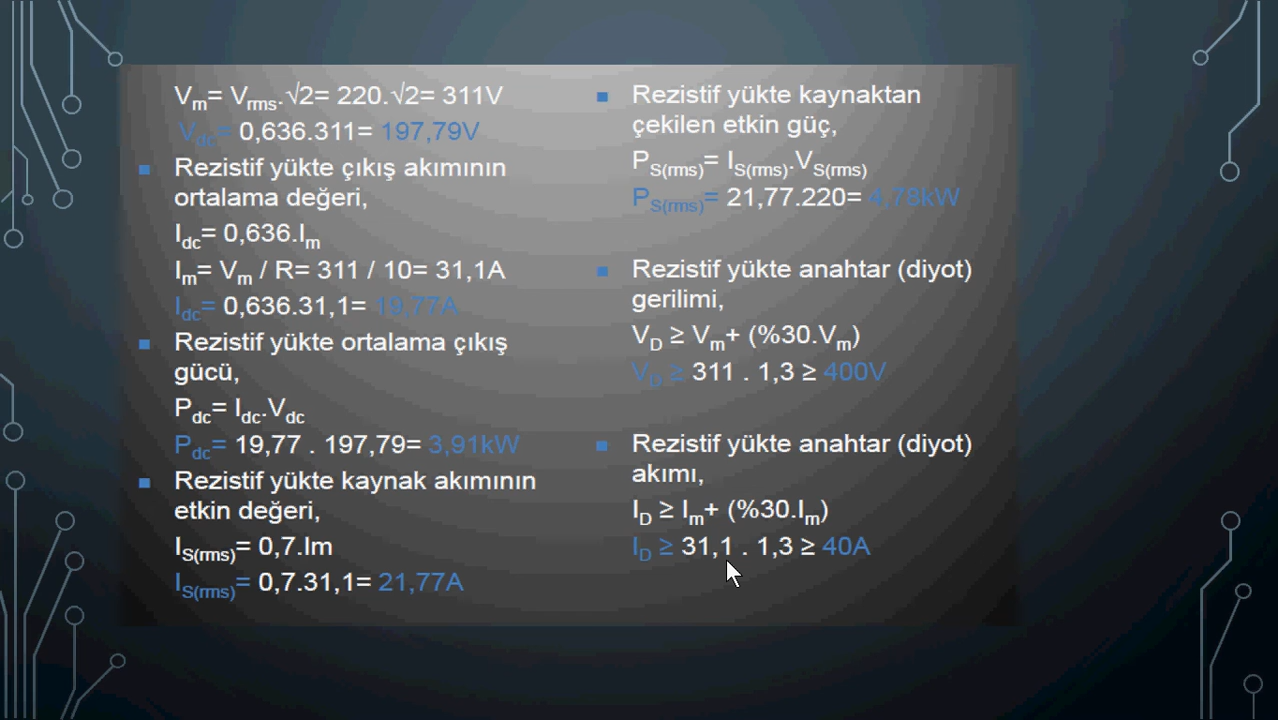 Vm= Vrms.√2= 220.√2= 311V
Vdc= 0,636.311= 197,79V
Rezistif yükte çıkış akımının
ortalama değeri,
Idc= 0,636.Im
Im= Vm / R= 311 / 10= 31,1A
Idc= 0,636.31,1= 19,77A
Rezistif yükte ortalama çıkış
gücü,
Pdc= Idc.Vdc
Pdc= 19,77 . 197,79= 3,91kW
Rezistif yükte kaynak akımının
etkin değeri,
IS(rms)= 0,7.Im
IS(rms)= 0,7.31,1= 21,77A
Rezistif yükte kaynaktan
çekilen etkin güç,
PS(rms)= IS(rms).VS(rms)
PS(rms)= 21,77.220= 4,78kW
Rezistif yükte anahtar (diyot)
gerilimi,
VD ≥ Vm+ (%30.Vm)
VD ≥ 311 . 1,3 ≥ 400V
Rezistif yükte anahtar (diyot)
akımı,
ID ≥ Im+ (%30.Im)
ID ≥ 31,1 . 1,3 ≥ 40A